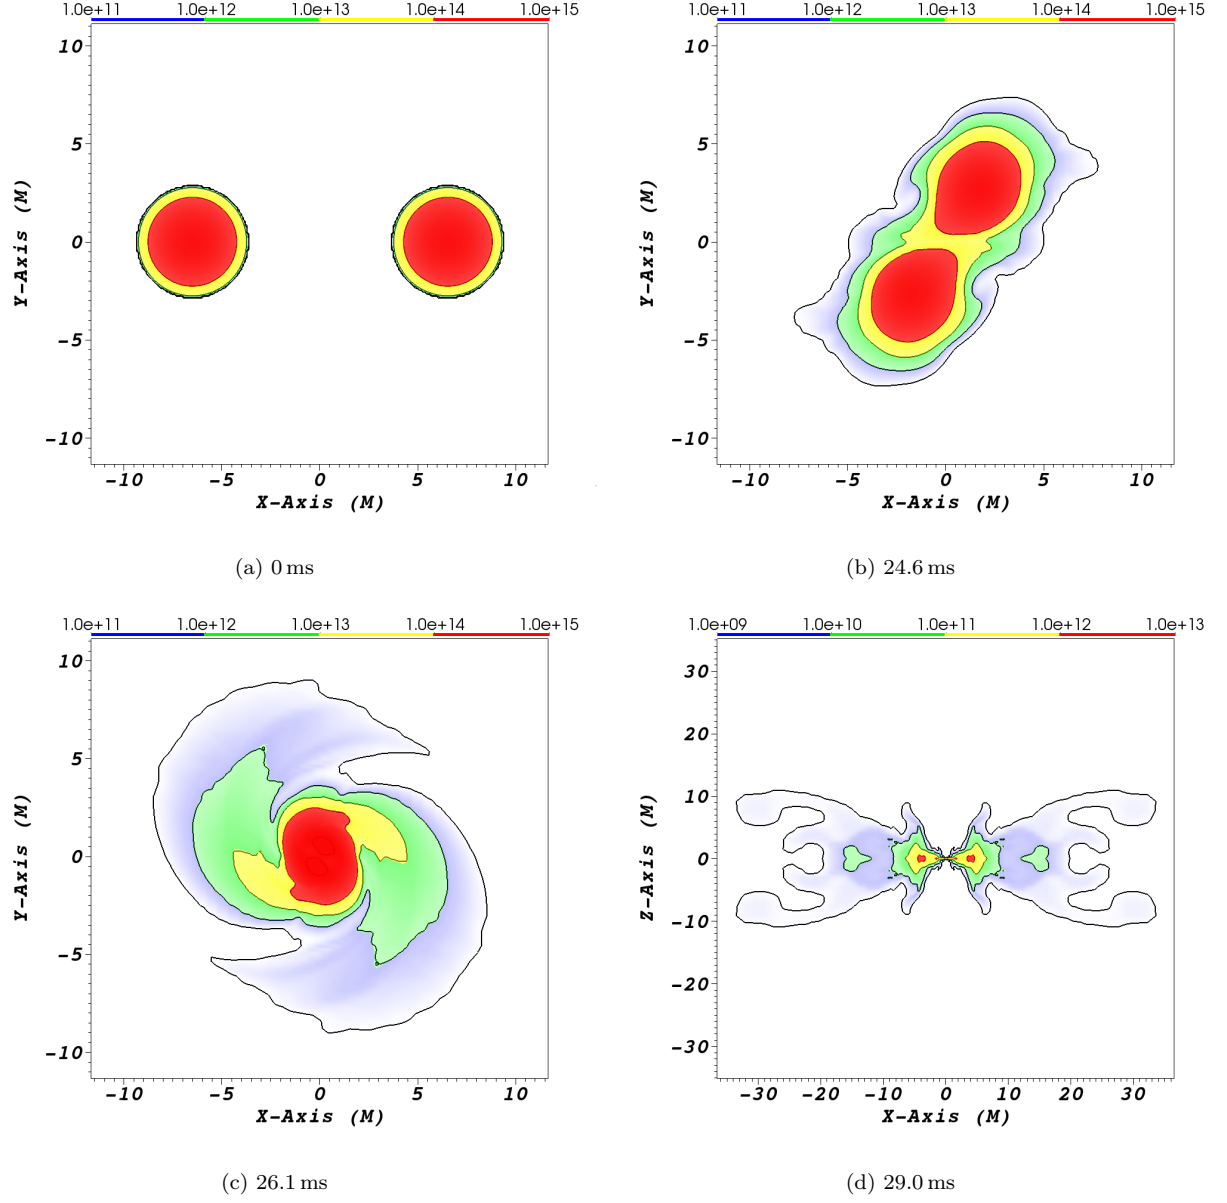 1.0e+11 1.0e+12 1.0e+13 1.0e+14 1.0e+15
10
5
0
-5
-10
Y-Axis (M)
-10 -5 0 5 10
X-Axis (M)
(a) 0 ms
1.0e+11 1.0e+12 1.0e+13 1.0e+14 1.0e+15
10
5
0
-5
-10
Y-Axis (M)
-10 -5 0 5 10
X-Axis (M)
(b) 24.6 ms
1.0e+11 1.0e+12 1.0e+13 1.0e+14 1.0e+15
10
5
0
-5
-10
Y-Axis (M)
-10 -5 0 5 10
X-Axis (M)
(c) 26.1 ms
1.0e+09 1.0e+10 1.0e+11 1.0e+12 1.0e+13
30
20
10
0
-10
-20
-30
Z-Axis (M)
-30 -20 -10 0 10 20 30
X-Axis (M)
(d) 29.0 ms